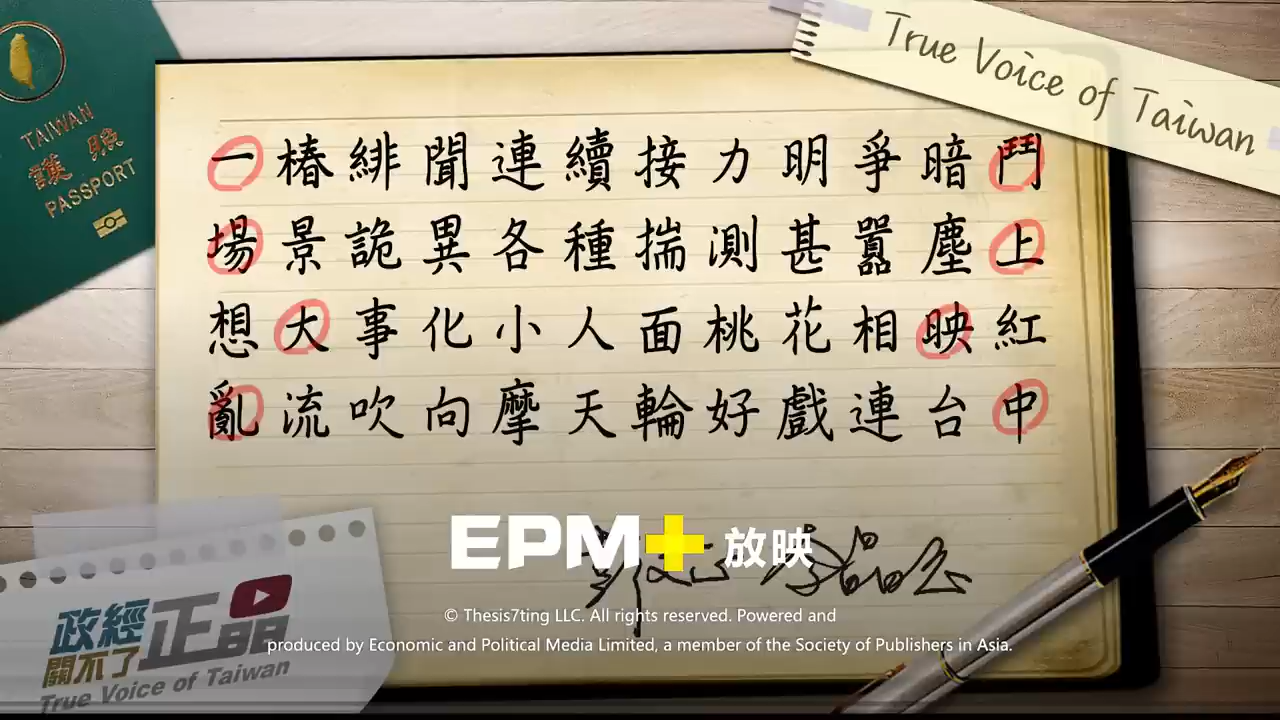 True Voice of Taiwan
TAIWAN
護照
PASSPORT
一樁緋聞連續接力明爭暗鬥
場景詭異各種揣測甚囂塵上
想大事化小人面桃花相映紅
亂流吹向摩天輪好戲連台中
EPM+ 放映
© Thesis7ting LLC. All rights reserved. Powered and
produced by Economic and Political Media Limited, a member of the Society of Publishers in Asia.
政經正晶
關不了
True Voice of Taiwan